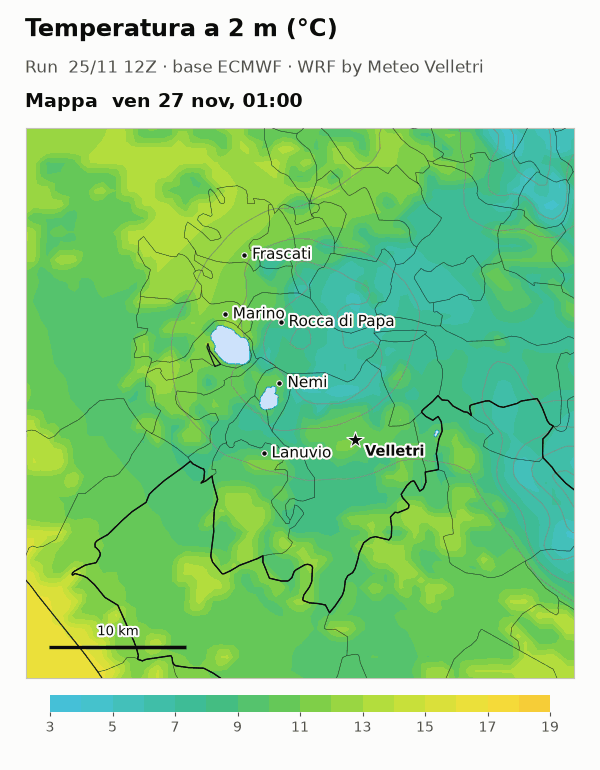 Temperatura a 2 m (°C)
Run  25/11 12Z · base ECMWF · WRF by Meteo Velletri
Mappa  ven 27 nov, 01:00
Frascati
Marino
Rocca di Papa
Nemi
Velletri
Lanuvio
10 km
3 5 7 9 11 13 15 17 19